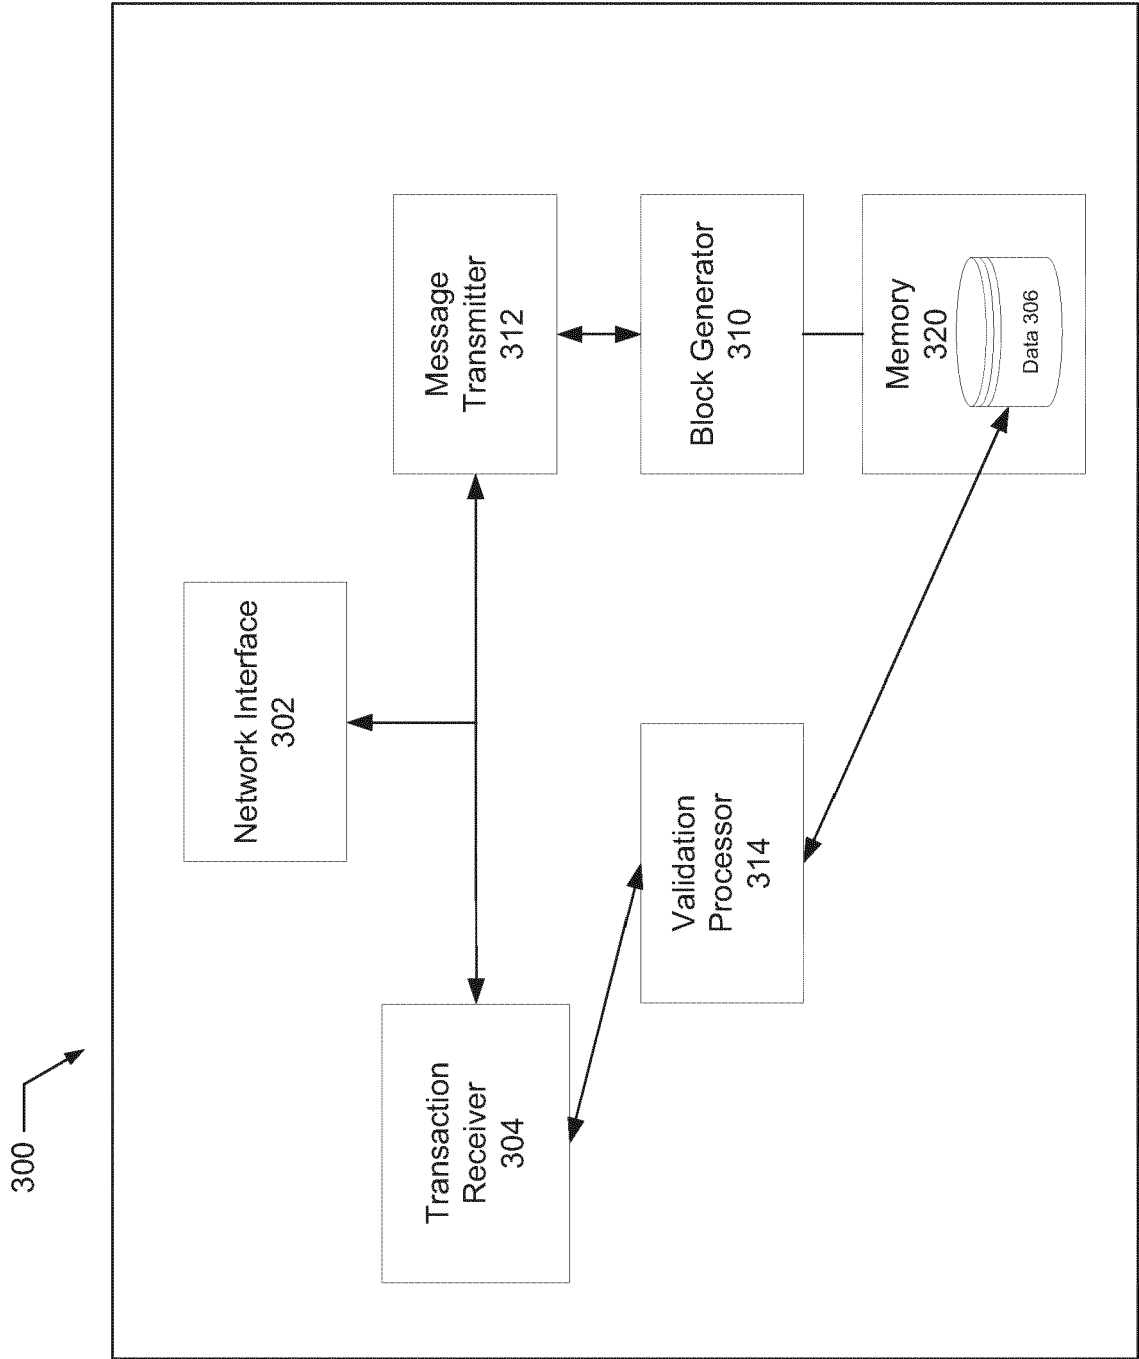 300
Network Interface
302
Transaction
Receiver
304
Message
Transmitter
312
Validation
Processor
314
Block Generator
310
Memory
320
Data 306